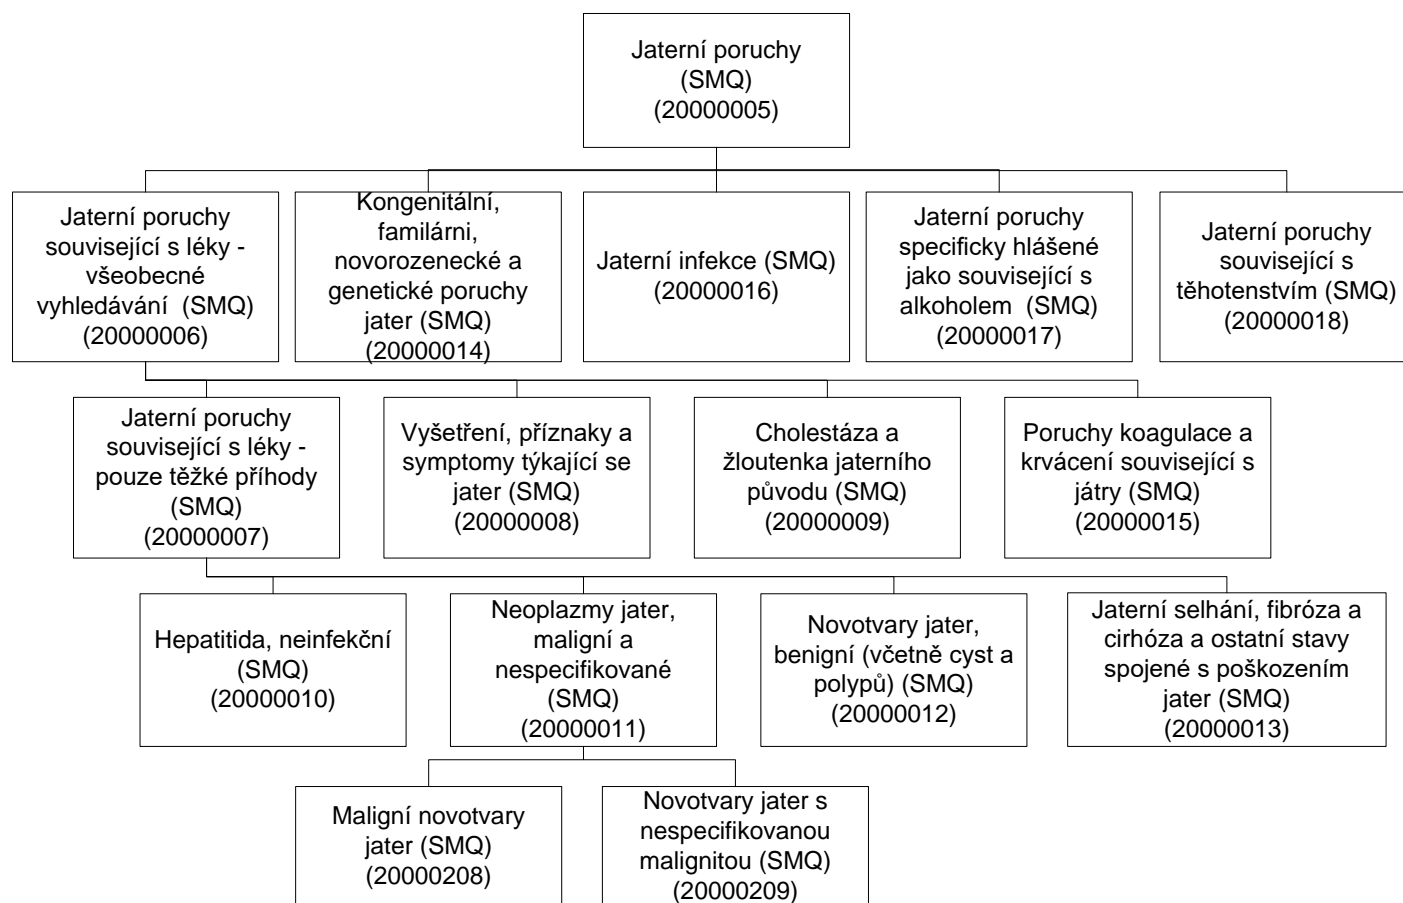 Jaterní poruchy
(SMQ)
(20000005)
Jaterní poruchy
související s léky -
všeobecné
vyhledávání  (SMQ)
(20000006)
Kongenitální,
familárni,
novorozenecké a
genetické poruchy
jater (SMQ)
(20000014)
Jaterní infekce (SMQ)
(20000016)
Jaterní poruchy
specificky hlášené
jako související s
alkoholem  (SMQ)
(20000017)
Jaterní poruchy
související s
těhotenstvím (SMQ)
(20000018)
Jaterní poruchy
související s léky -
pouze těžké příhody
(SMQ)
(20000007)
Vyšetření, příznaky a
symptomy týkající se
jater (SMQ)
(20000008)
Cholestáza a
žloutenka jaterního
původu (SMQ)
(20000009)
Poruchy koagulace a
krvácení související s
játry (SMQ)
(20000015)
Hepatitida, neinfekční
(SMQ)
(20000010)
Neoplazmy jater,
maligní a
nespecifikované
(SMQ)
(20000011)
Novotvary jater,
benigní (včetně cyst a
polypů) (SMQ)
(20000012)
Jaterní selhání, fibróza a
cirhóza a ostatní stavy
spojené s poškozením
jater (SMQ)
(20000013)
Maligní novotvary
jater (SMQ)
(20000208)
Novotvary jater s
nespecifikovanou
malignitou (SMQ)
(20000209)